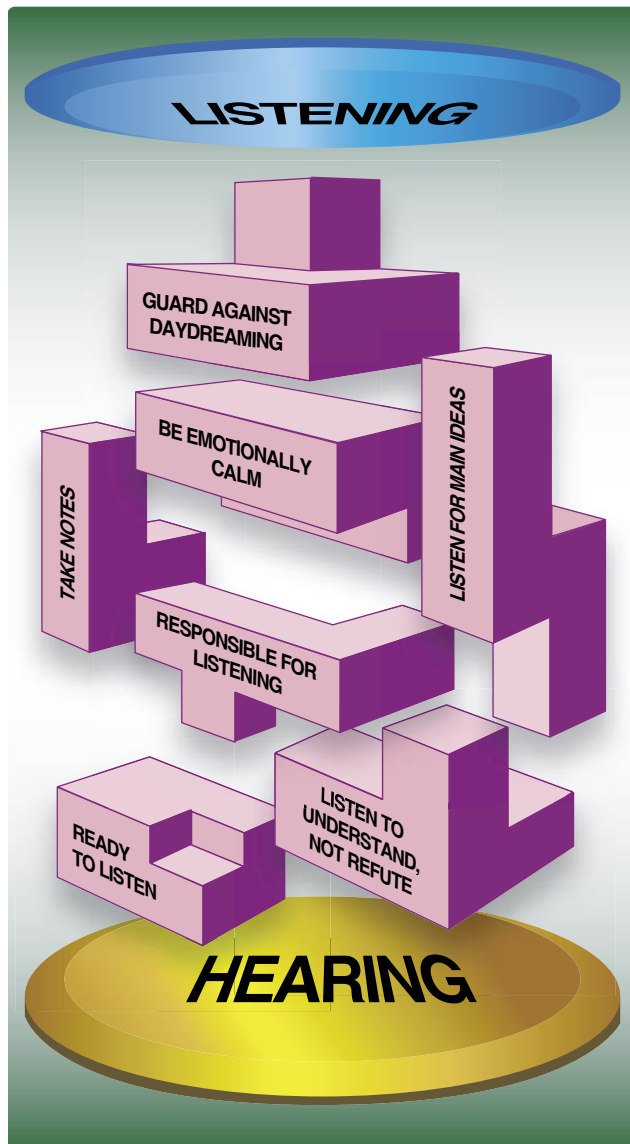 LISTENING
GUARD AGAINST
DAYDREAMING
BE EMOTIONALLY
CALM
LISTEN FOR MAIN IDEAS
TAKE NOTES
RESPONSIBLE FOR
LISTENING
LISTEN TO
UNDERSTAND,
NOT REFUTE
READY
TO LISTEN
HEARING